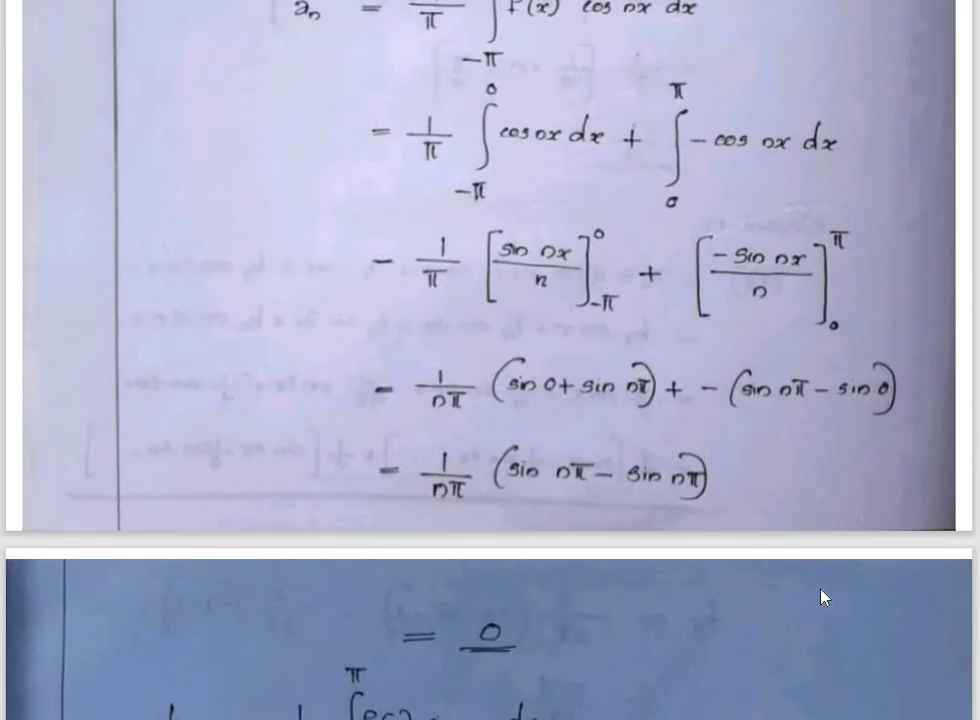 an = 1/π ∫_{-π} f(x) cos nx dx
= 1/π ∫_{-π}^{0} cos nx dx + ∫_{0}^{π} - cos nx dx
= 1/π [sin nx / n]_{-π}^{0} + [- sin nx / n]_{0}^{π}
= 1/nπ (sin 0 + sin nπ) + - (sin nπ - sin 0)
= 1/nπ (sin nπ - sin nπ)
= 0
π